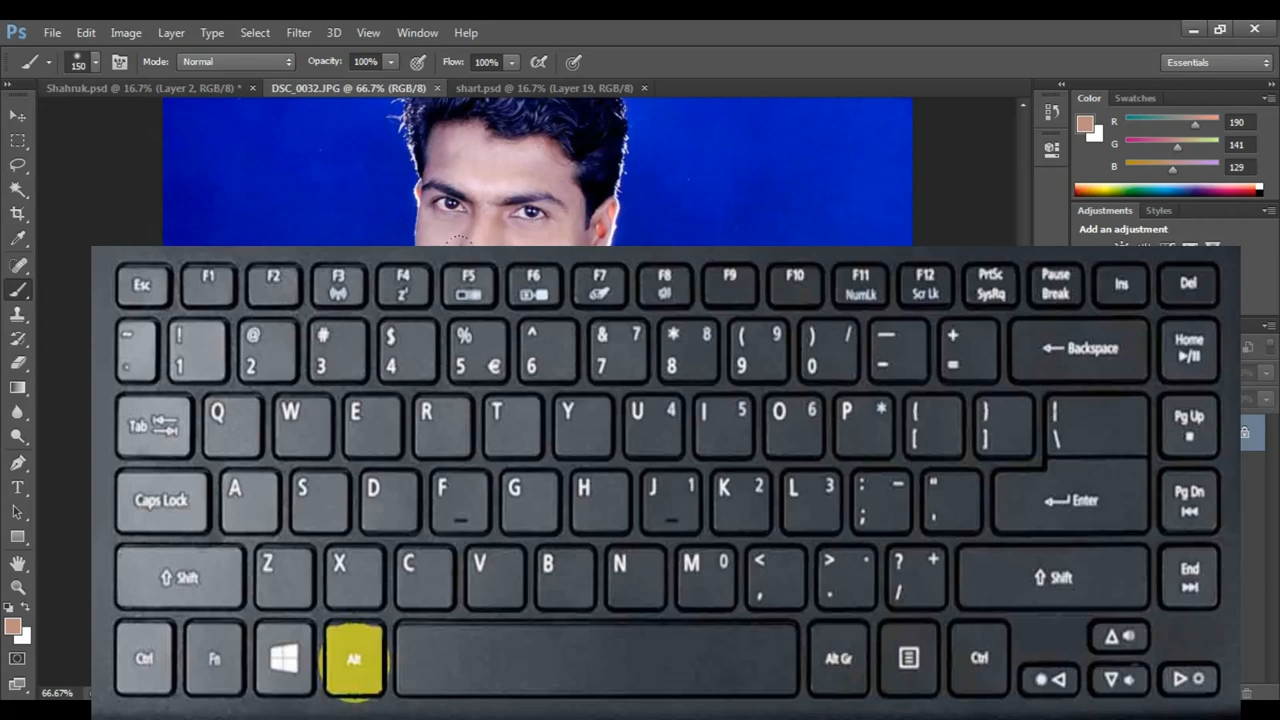 Ps File Edit Image Layer Type Select Filter 3D View Window Help
150 Mode: Normal Opacity: 100% Flow: 100% Essentials
Shahruk.psd @ 16.7% (Layer 2, RGB/8) * × DSC_0032.JPG @ 66.7% (RGB/8) × shart.psd @ 16.7% (Layer 19, RGB/8) ×
Color Swatches
R 190
G 141
B 129
Adjustments Styles
Add an adjustment
Esc F1 F2 F3 F4 F5 F6 F7 F8 F9 F10 F11 NumLk F12 Scr Lk PrtSc SysRq Pause Break Ins Del
~ ! 1 @ 2 # 3 $ 4 % 5 € ^ 6 & 7 7 * 8 8 ( 9 9 ) / 0 — - + = Backspace Home
Tab Q W E R T Y U 4 I 5 O 6 P * { [ } ] | \ Pg Up
Caps Lock A S D F G H J 1 K 2 L 3 : - ; " ' Enter Pg Dn
Shift Z X C V B N M 0 < , > . . ? + / Shift End
Ctrl Fn Alt Alt Gr Ctrl
66.67%